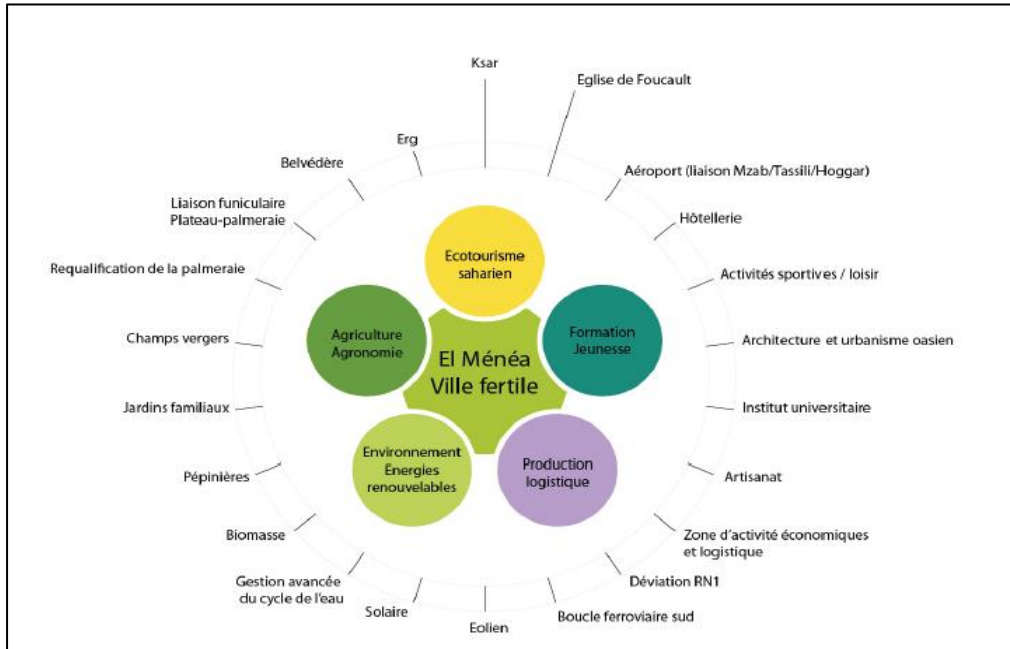 Ksar
Eglise de Foucault
Aéroport (liaison Mzab/Tassili/Hoggar)
Hôtellerie
Activités sportives / loisir
Architecture et urbanisme oasien
Institut universitaire
Artisanat
Zone d'activité économiques
et logistique
Déviation RN1
Boucle ferroviaire sud
Eolien
Solaire
Gestion avancée
du cycle de l'eau
Biomasse
Pépinières
Jardins familiaux
Champs vergers
Requalification de la palmeraie
Liaison funiculaire
Plateau-palmeraie
Belvédère
Erg
Ecotourisme
saharien
Formation
Jeunesse
Production
logistique
Environnement
Energies
renouvelables
Agriculture
Agronomie
El Ménéa
Ville fertile